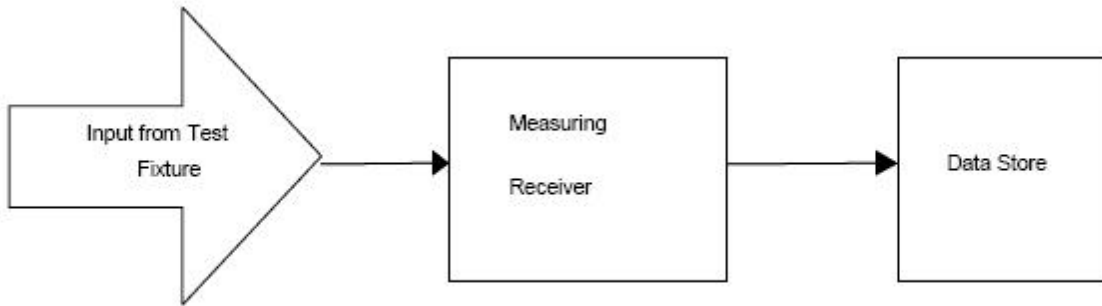 Input from Test
Fixture
Measuring
Receiver
Data Store